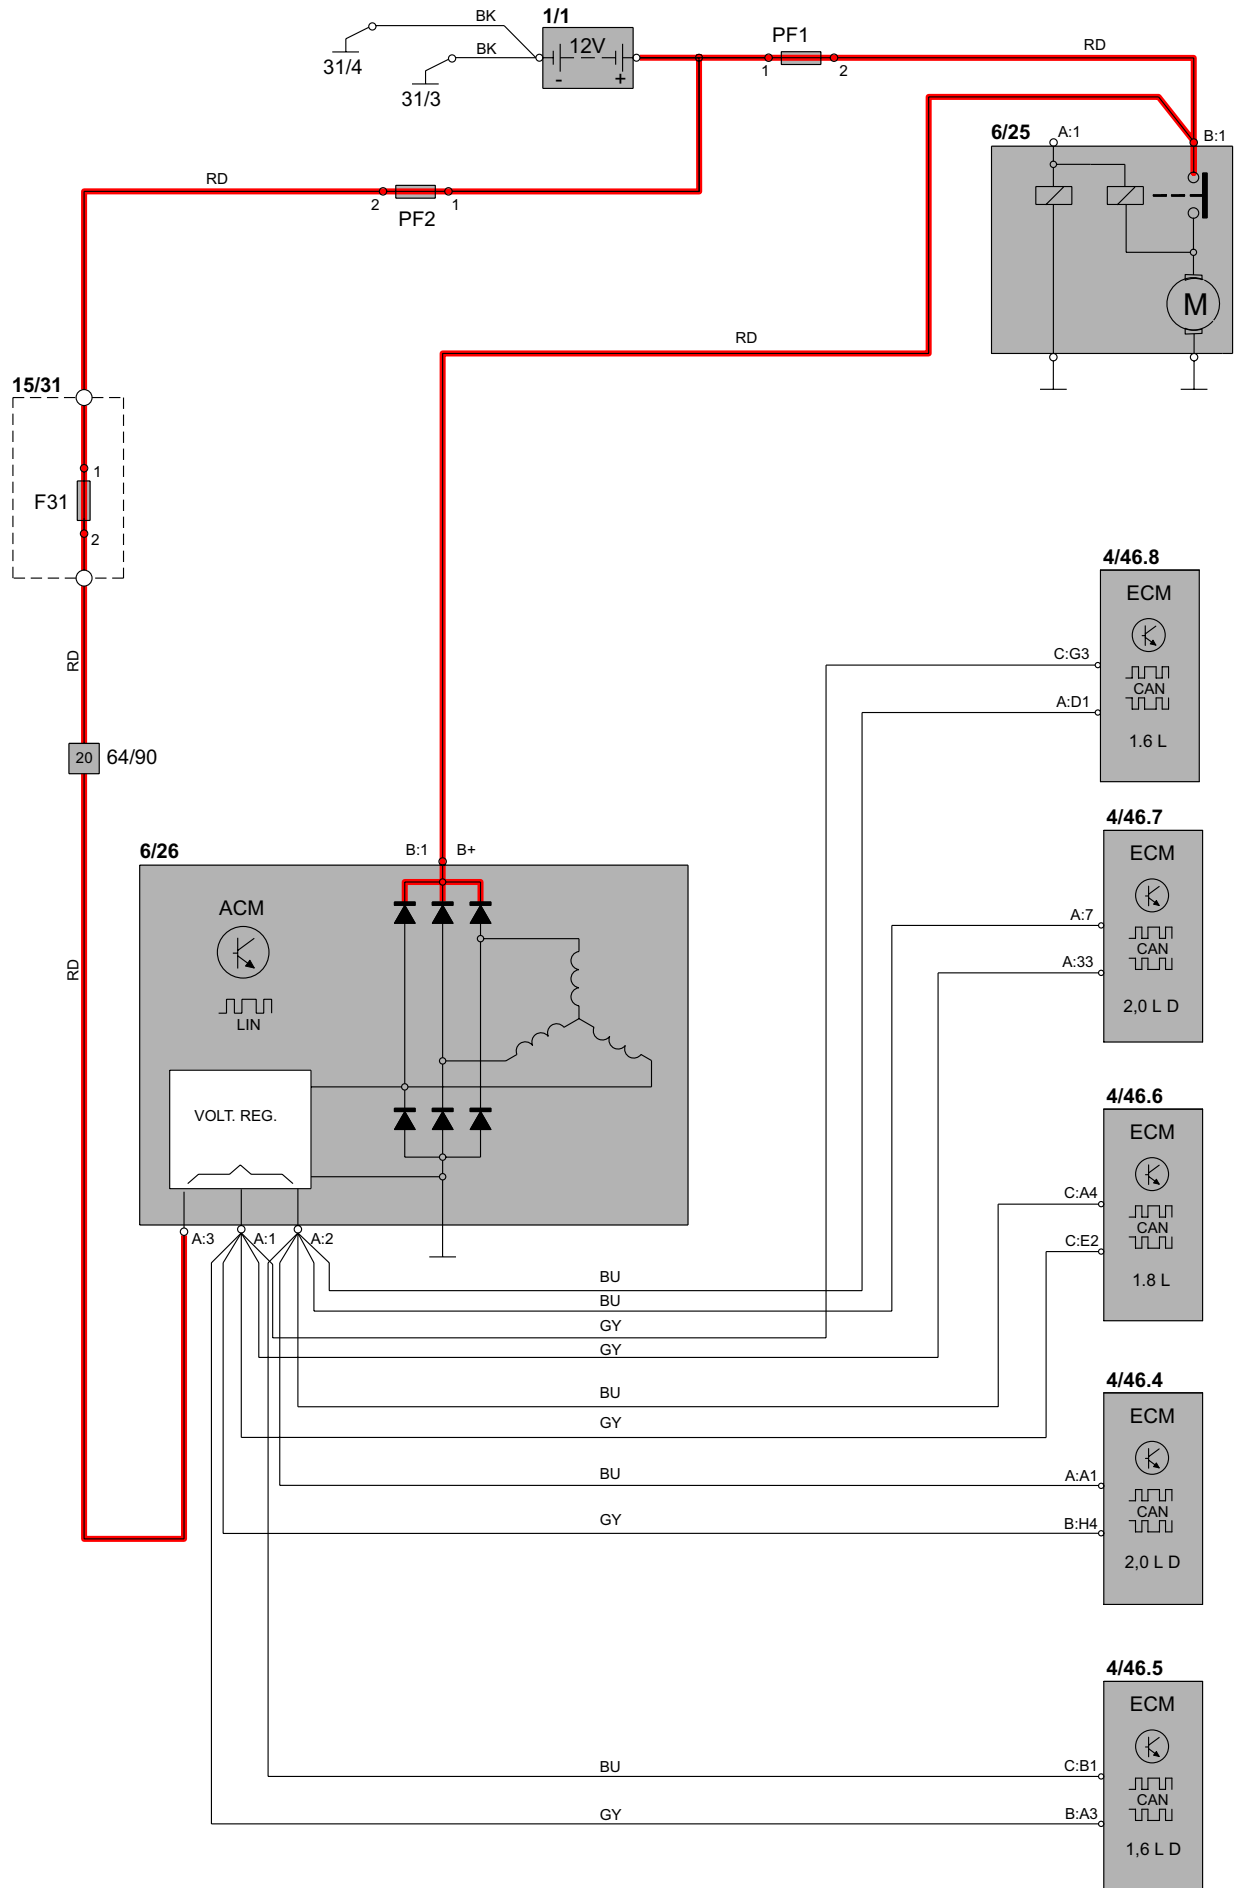 BK
1/1
12V
- +
PF1
1 2
RD
BK
31/4
31/3
6/25
A:1
B:1
M
RD
2 1
PF2
RD
15/31
1
F31
2
RD
20
64/90
RD
6/26
B:1 B+
ACM
LIN
VOLT. REG.
A:3 A:1 A:2
BU
BU
GY
GY
BU
GY
BU
GY
BU
GY
4/46.8
ECM
C:G3
CAN
A:D1
1.6 L
4/46.7
ECM
A:7
CAN
A:33
2,0 L D
4/46.6
ECM
C:A4
CAN
C:E2
1.8 L
4/46.4
ECM
A:A1
CAN
B:H4
2,0 L D
4/46.5
ECM
C:B1
CAN
B:A3
1,6 L D